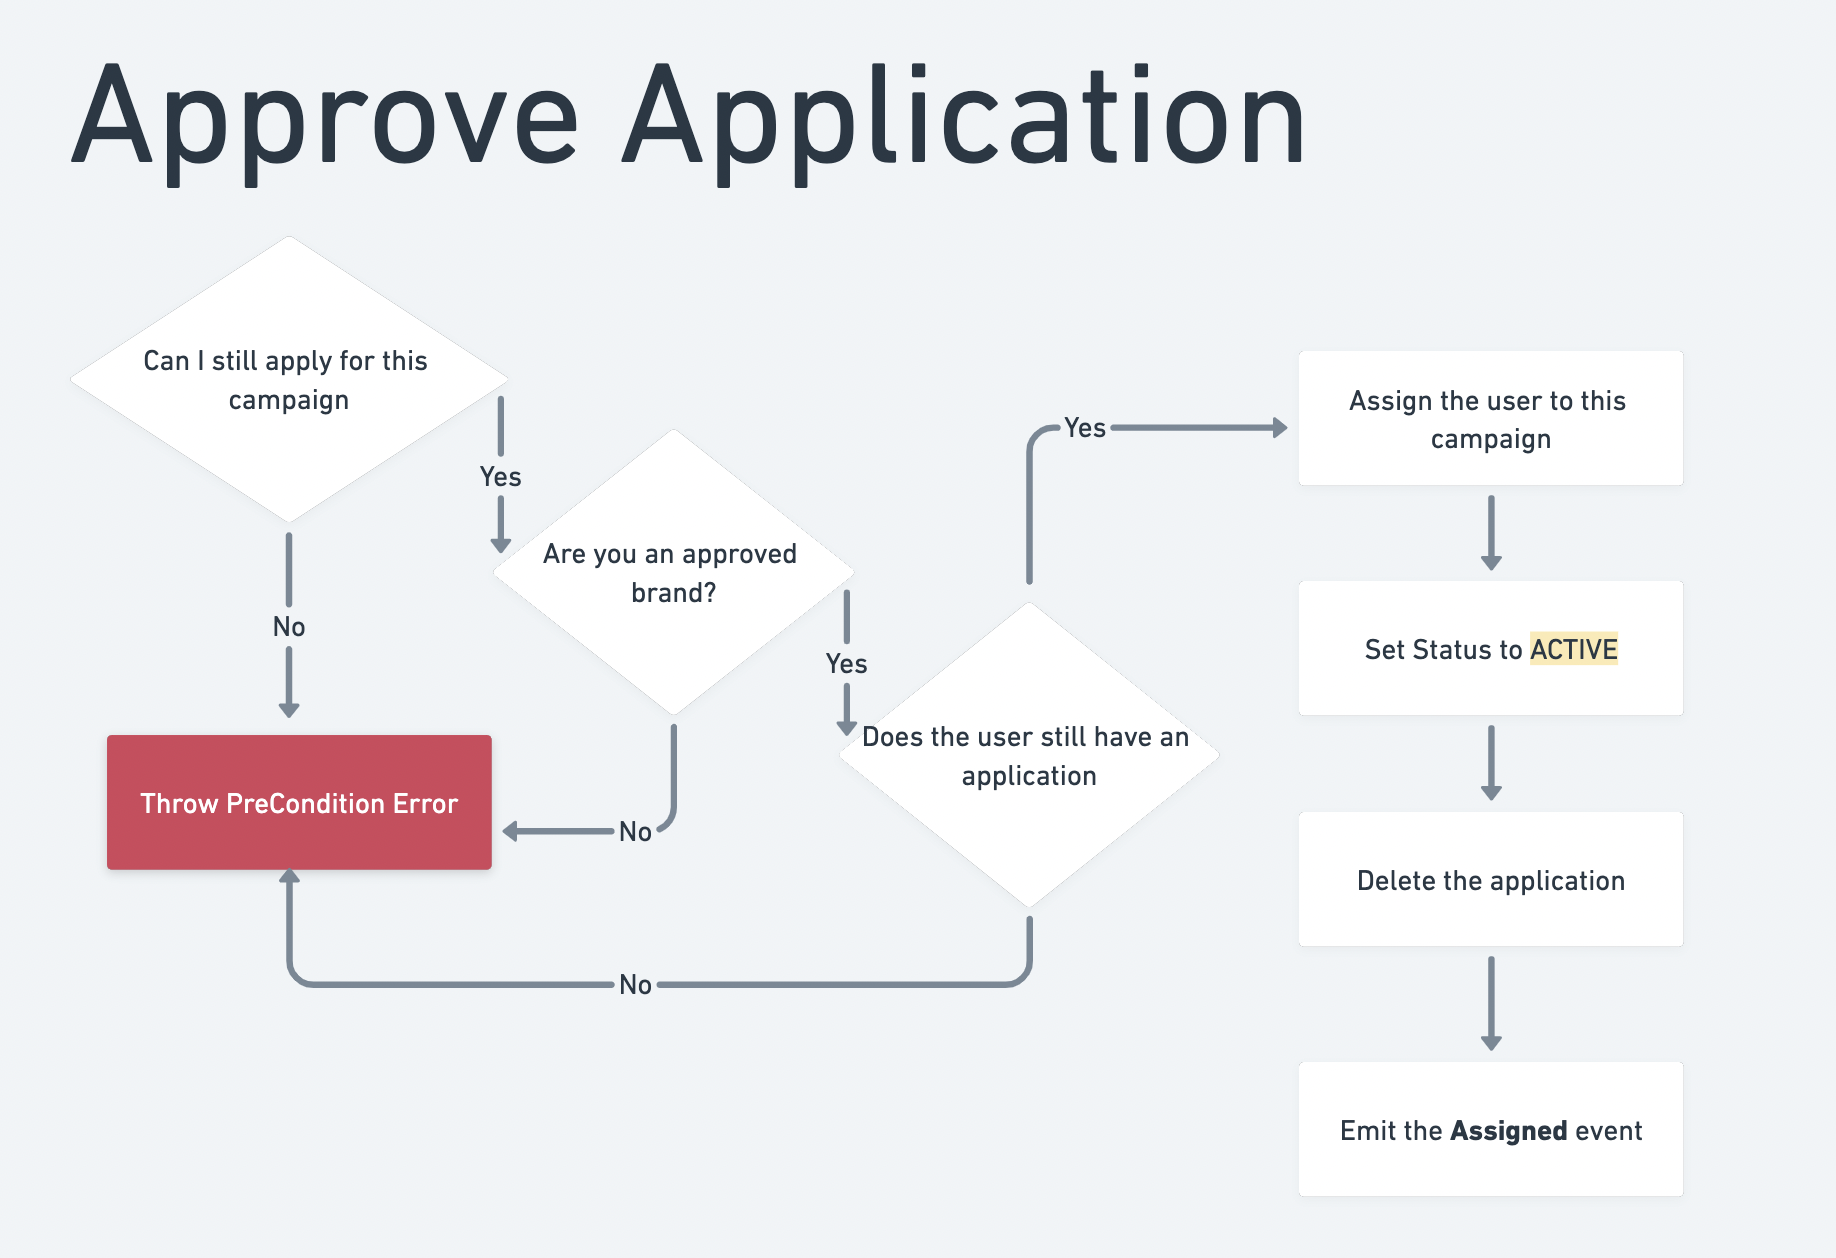 Approve Application
Can I still apply for this
campaign
Yes
No
Are you an approved
brand?
Yes
No
Throw PreCondition Error
Does the user still have an
application
Yes
No
Assign the user to this
campaign
Set Status to ACTIVE
Delete the application
Emit the Assigned event